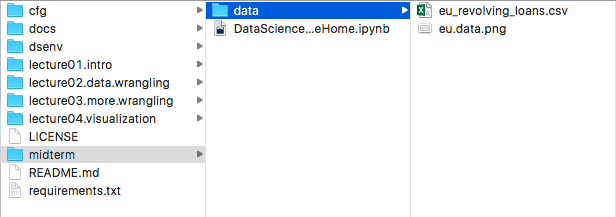 cfg
docs
dsenv
lecture01.intro
lecture02.data.wrangling
lecture03.more.wrangling
lecture04.visualization
LICENSE
midterm
README.md
requirements.txt
data
DataScience...eHome.ipynb
eu_revolving_loans.csv
eu.data.png